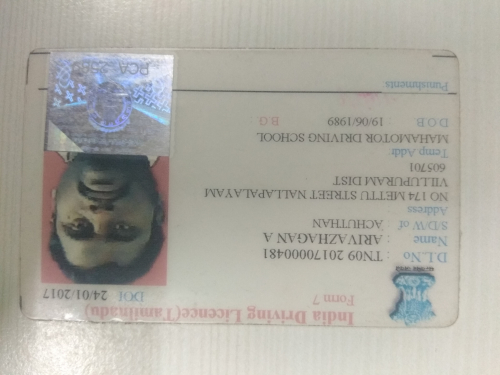 India Driving Licence(Tamilnadu)
Form 7
DOI: 24/01/2017
D.L.No : TN09 20170000481
Name : ARIVAZHAGAN A
S/D/W of : ACHUTHAN
Address
NO 174 METTU STREET NALLAPALAYAM
VILLUPURAM DIST
605701
Temp Addr
MAHAMOTOR DRIVING SCHOOL
D.O.B : 19/06/1989 B.G
Punishments